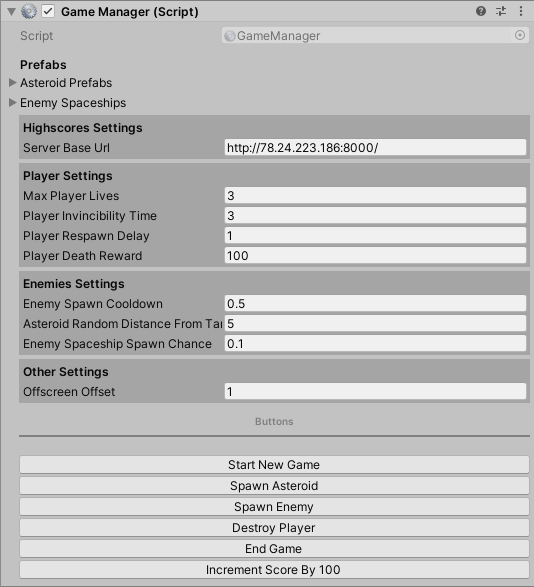 Game Manager (Script)
Script GameManager
Prefabs
Asteroid Prefabs
Enemy Spaceships
Highscores Settings
Server Base Url http://78.24.223.186:8000/
Player Settings
Max Player Lives 3
Player Invincibility Time 3
Player Respawn Delay 1
Player Death Reward 100
Enemies Settings
Enemy Spawn Cooldown 0.5
Asteroid Random Distance From Tar 5
Enemy Spaceship Spawn Chance 0.1
Other Settings
Offscreen Offset 1
Buttons
Start New Game
Spawn Asteroid
Spawn Enemy
Destroy Player
End Game
Increment Score By 100